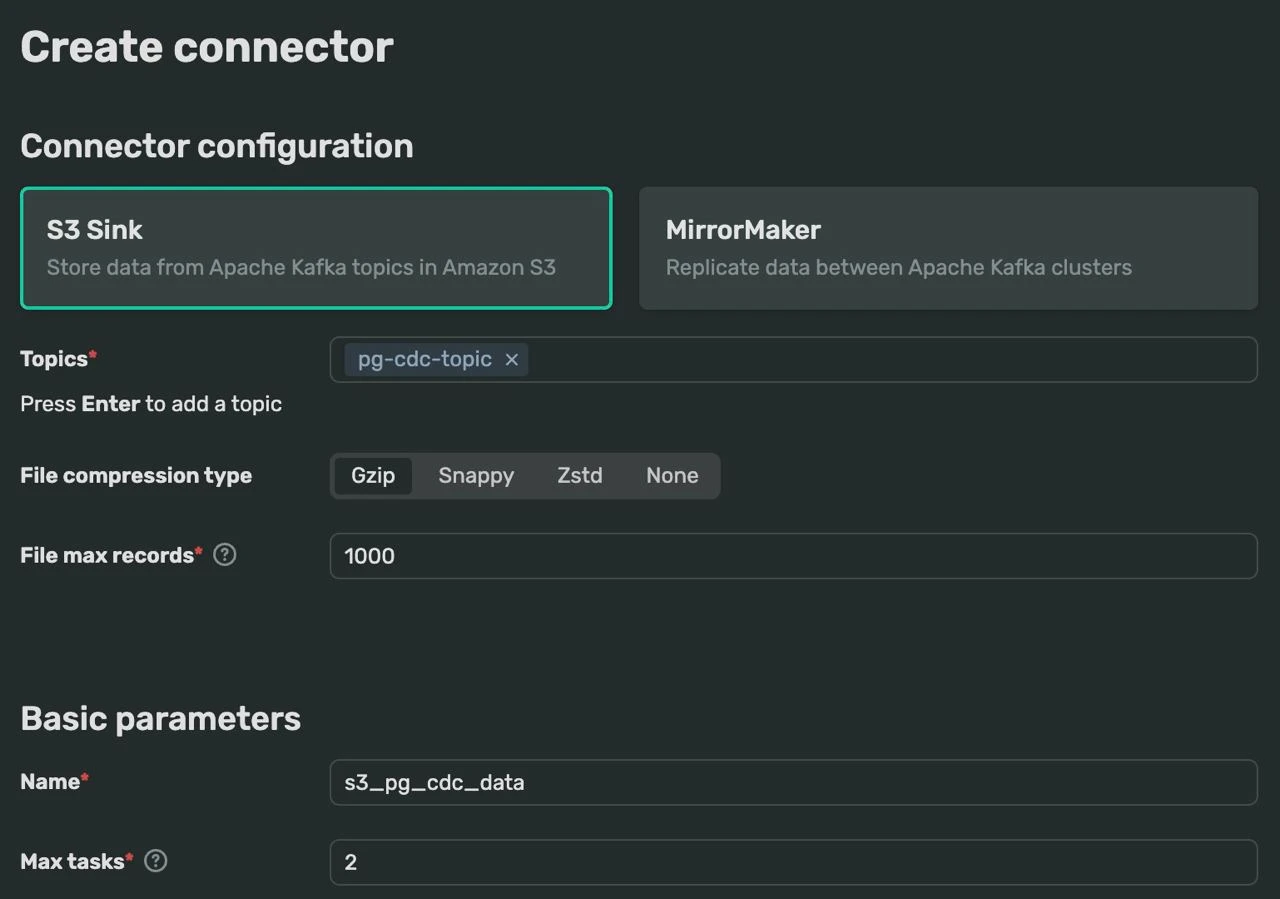 Create connector
Connector configuration
S3 Sink
Store data from Apache Kafka topics in Amazon S3
MirrorMaker
Replicate data between Apache Kafka clusters
Topics* pg-cdc-topic ×
Press Enter to add a topic
File compression type Gzip Snappy Zstd None
File max records* ? 1000
Basic parameters
Name* s3_pg_cdc_data
Max tasks* ? 2